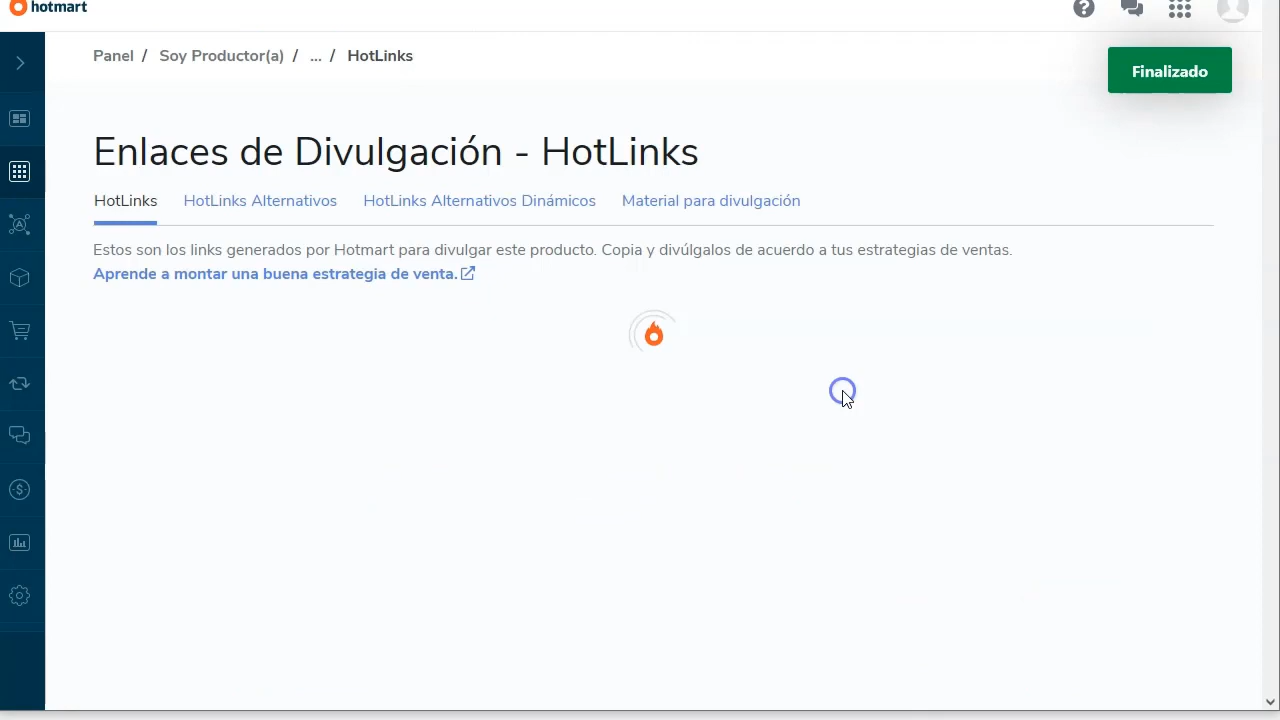 hotmart
Panel / Soy Productor(a) / ... / HotLinks
Finalizado
Enlaces de Divulgación - HotLinks
HotLinks HotLinks Alternativos HotLinks Alternativos Dinámicos Material para divulgación
Estos son los links generados por Hotmart para divulgar este producto. Copia y divúlgalos de acuerdo a tus estrategias de ventas.
Aprende a montar una buena estrategia de venta.